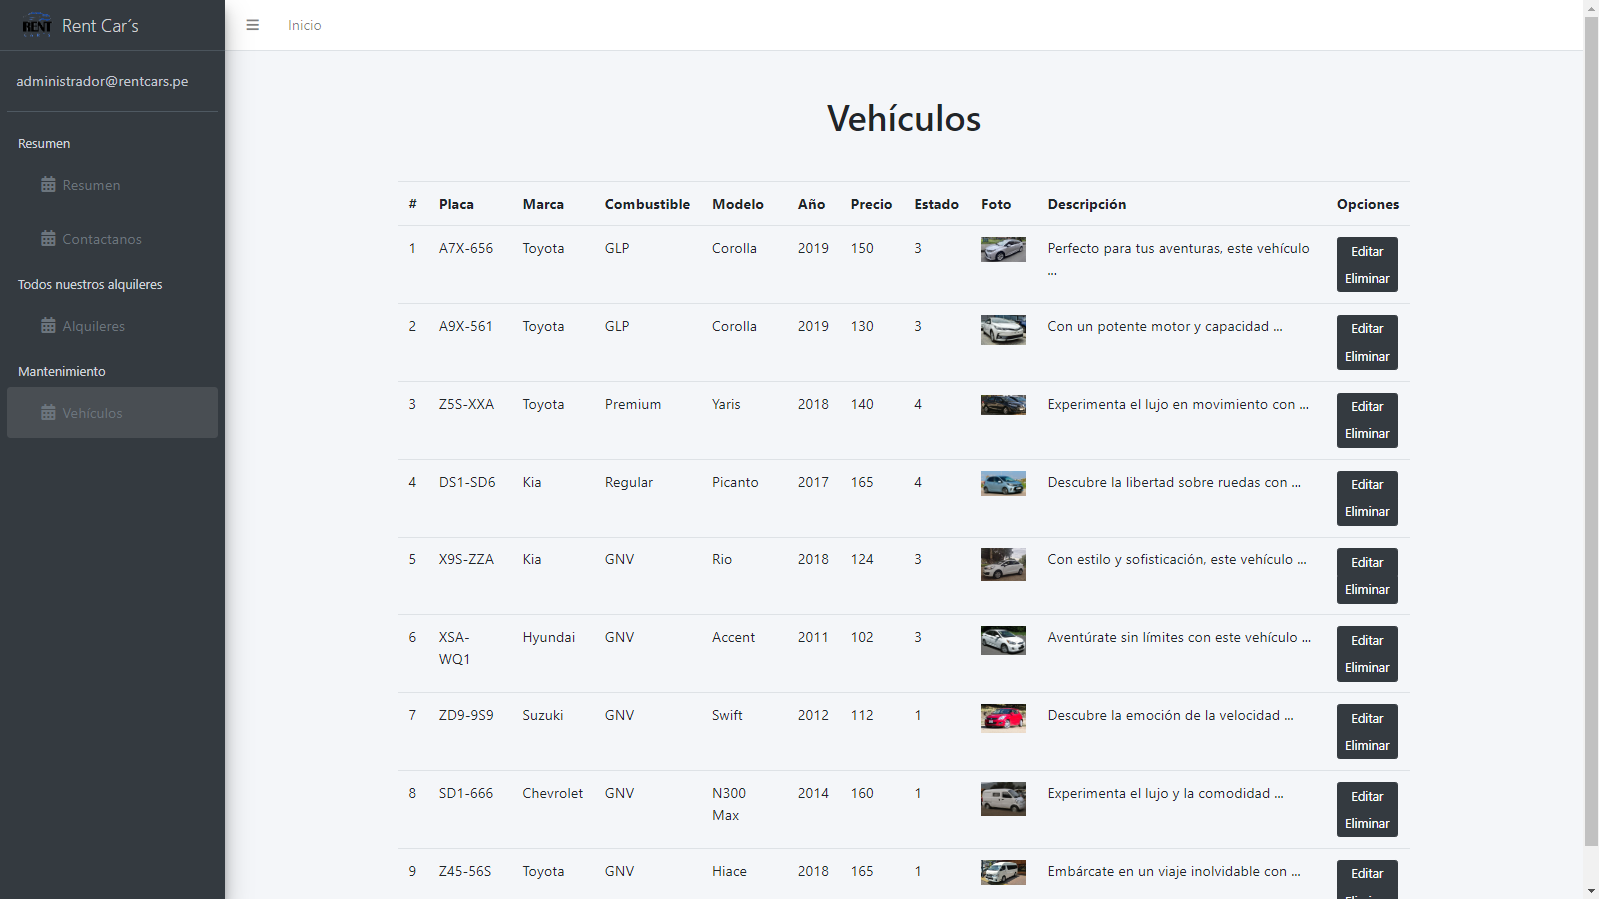 RENT Rent Car´s
Inicio
administrador@rentcars.pe
Resumen
Resumen
Contactanos
Todos nuestros alquileres
Alquileres
Mantenimiento
Vehículos
Vehículos
# Placa Marca Combustible Modelo Año Precio Estado Foto Descripción Opciones
1 A7X-656 Toyota GLP Corolla 2019 150 3 Perfecto para tus aventuras, este vehículo Editar
... Eliminar
2 A9X-561 Toyota GLP Corolla 2019 130 3 Con un potente motor y capacidad ... Editar
Eliminar
3 Z5S-XXA Toyota Premium Yaris 2018 140 4 Experimenta el lujo en movimiento con ... Editar
Eliminar
4 DS1-SD6 Kia Regular Picanto 2017 165 4 Descubre la libertad sobre ruedas con ... Editar
Eliminar
5 X9S-ZZA Kia GNV Rio 2018 124 3 Con estilo y sofisticación, este vehículo ... Editar
Eliminar
6 XSA- Hyundai GNV Accent 2011 102 3 Aventúrate sin límites con este vehículo ... Editar
WQ1 Eliminar
7 ZD9-9S9 Suzuki GNV Swift 2012 112 1 Descubre la emoción de la velocidad ... Editar
Eliminar
8 SD1-666 Chevrolet GNV N300 2014 160 1 Experimenta el lujo y la comodidad ... Editar
Max Eliminar
9 Z45-56S Toyota GNV Hiace 2018 165 1 Embárcate en un viaje inolvidable con ... Editar